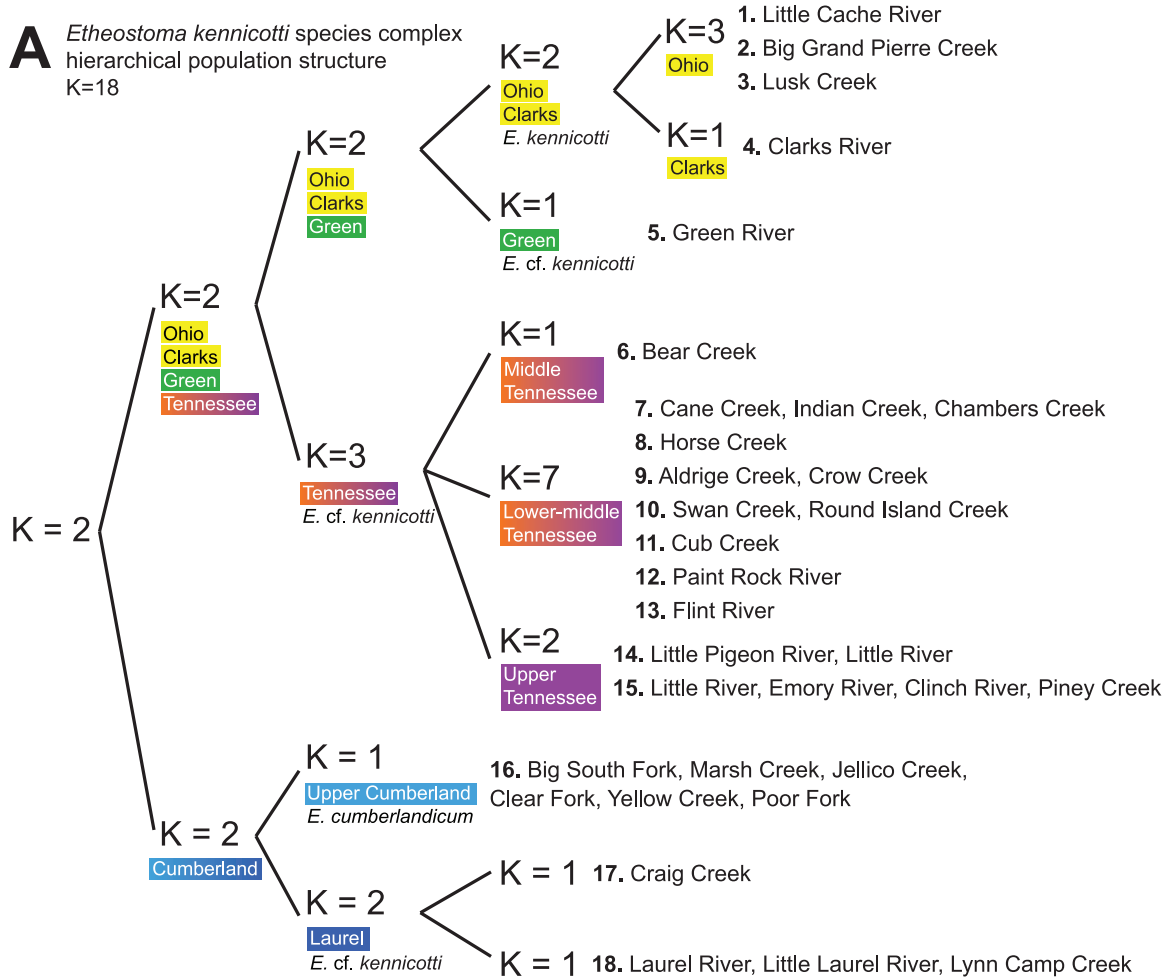 A
Etheostoma kennicotti species complex
hierarchical population structure
K=18
K = 2
K=2
Ohio
Clarks
Green
Tennessee
K=2
Ohio
Clarks
Green
K=2
Ohio
Clarks
E. kennicotti
K=3
Ohio
1. Little Cache River
2. Big Grand Pierre Creek
3. Lusk Creek
K=1
Clarks
4. Clarks River
K=1
Green
E. cf. kennicotti
5. Green River
K=3
Tennessee
E. cf. kennicotti
K=1
Middle
Tennessee
6. Bear Creek
K=7
Lower-middle
Tennessee
7. Cane Creek, Indian Creek, Chambers Creek
8. Horse Creek
9. Aldrige Creek, Crow Creek
10. Swan Creek, Round Island Creek
11. Cub Creek
12. Paint Rock River
13. Flint River
K=2
Upper
Tennessee
14. Little Pigeon River, Little River
15. Little River, Emory River, Clinch River, Piney Creek
K = 2
Cumberland
K = 1
Upper Cumberland
E. cumberlandicum
16. Big South Fork, Marsh Creek, Jellico Creek,
Clear Fork, Yellow Creek, Poor Fork
K = 2
Laurel
E. cf. kennicotti
K = 1
17. Craig Creek
K = 1
18. Laurel River, Little Laurel River, Lynn Camp Creek